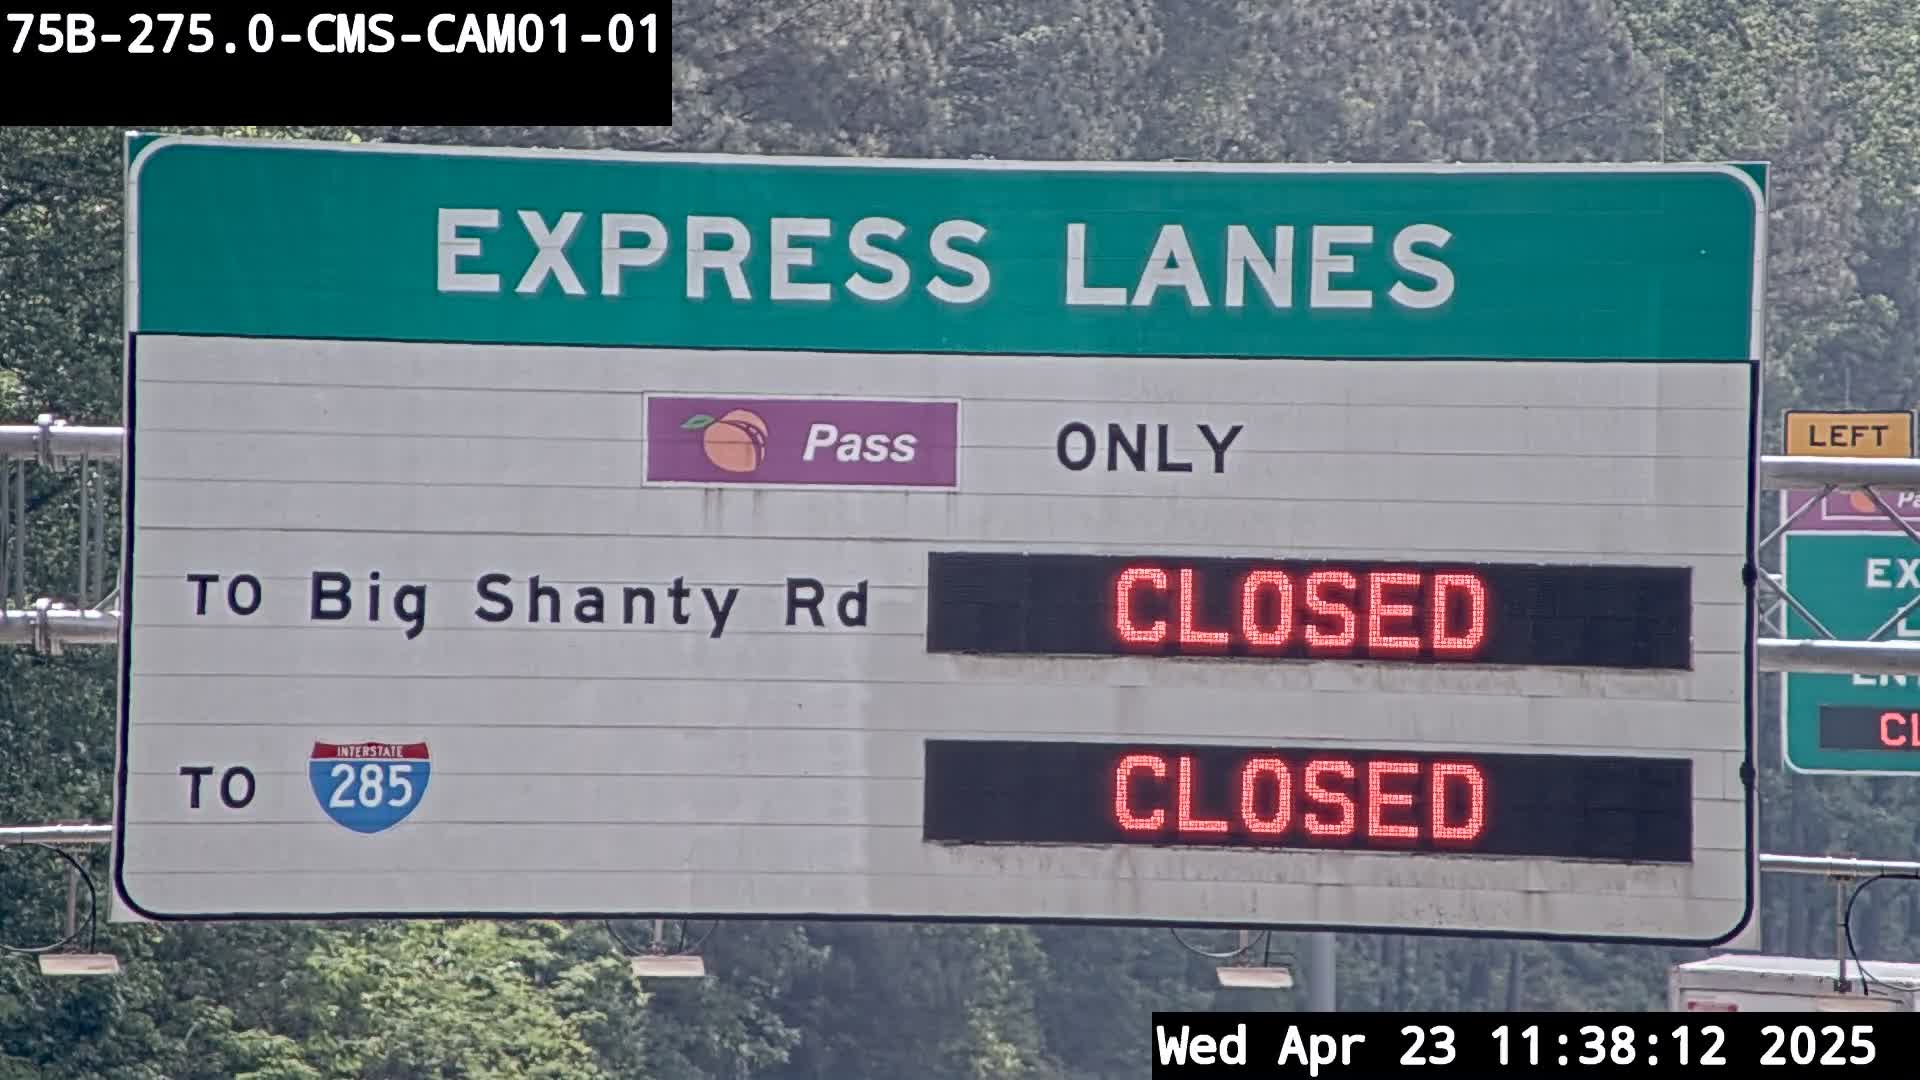 75B-275.0-CMS-CAM01-01
EXPRESS LANES
Pass ONLY
TO Big Shanty Rd CLOSED
TO INTERSTATE 285 CLOSED
LEFT
Wed Apr 23 11:38:12 2025